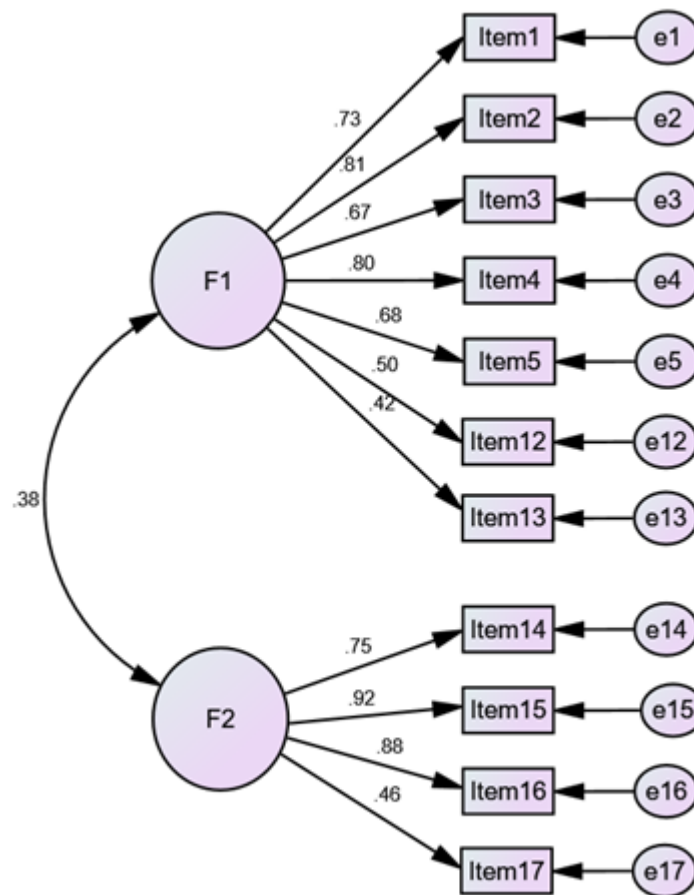 Item1
e1
.73
Item2
e2
.81
Item3
e3
.67
F1
.80
Item4
e4
.68
Item5
e5
.50
.42
Item12
e12
.38
Item13
e13
Item14
e14
.75
F2
.92
Item15
e15
.88
Item16
e16
.46
Item17
e17